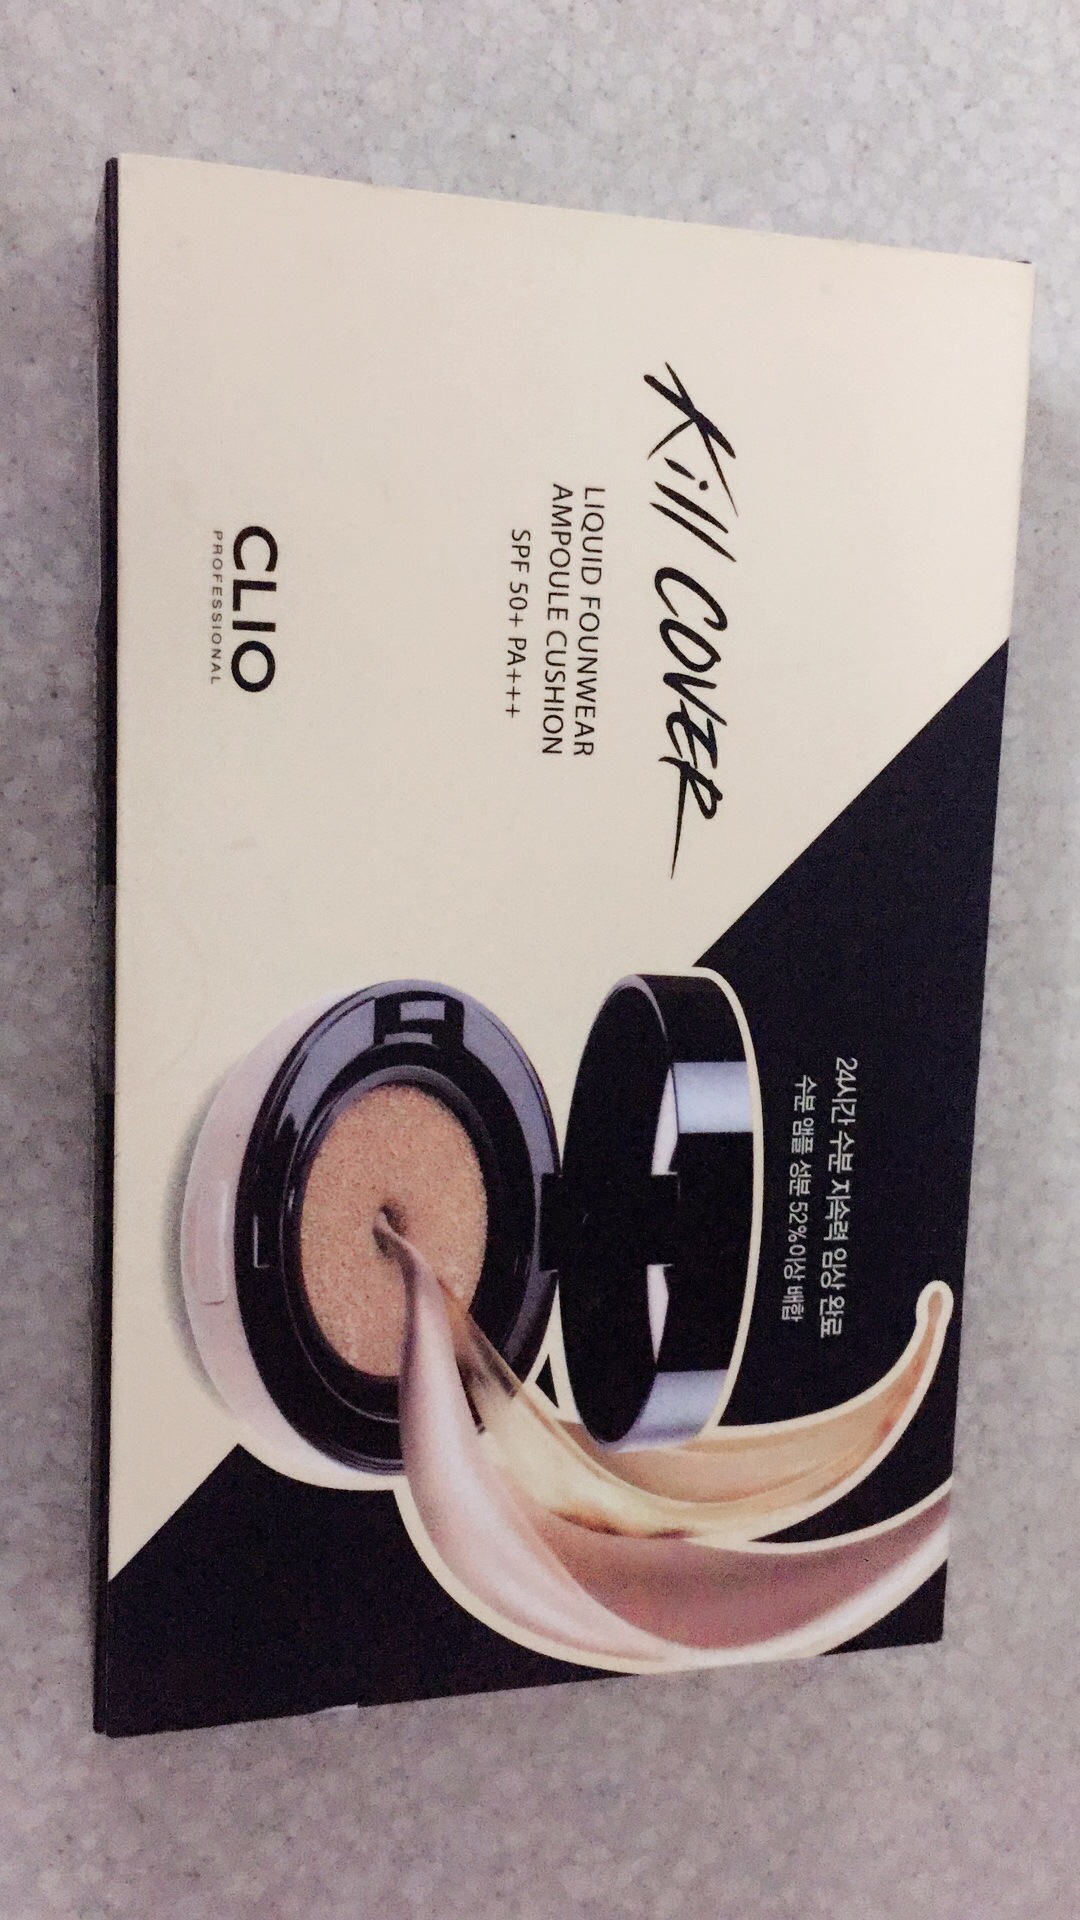 Kill COVER
LIQUID FOUNWEAR
AMPOULE CUSHION
SPF 50+ PA+++
CLIO
PROFESSIONAL
24시간 수분 지속력 임상 완료
수분 앰플 성분 52%이상 배합